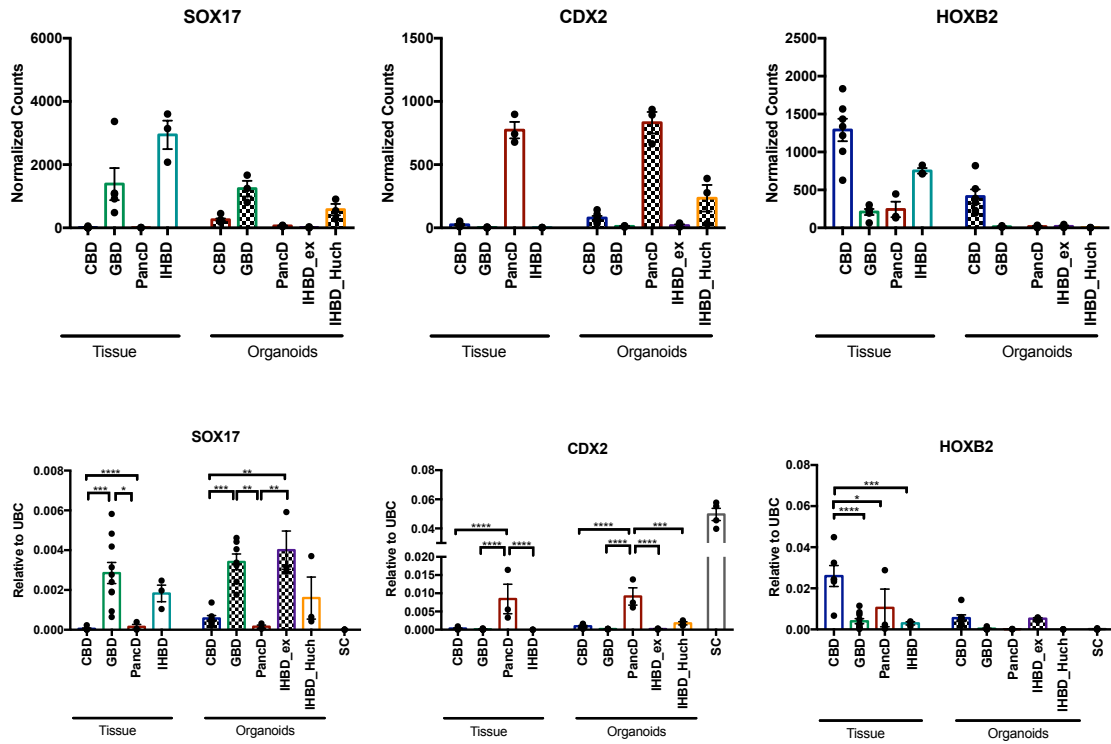 SOX17
CDX2
HOXB2
Normalized Counts
6000
4000
2000
0
CBD
GBD
PancD
IHBD
CBD
GBD
PancD
IHBD_ex
IHBD_Huch
Tissue
Organoids
Normalized Counts
1500
1000
500
0
CBD
GBD
PancD
IHBD
CBD
GBD
PancD
IHBD_ex
IHBD_Huch
Tissue
Organoids
Normalized Counts
2500
2000
1500
1000
500
0
CBD
GBD
PancD
IHBD
CBD
GBD
PancD
IHBD_ex
IHBD_Huch
Tissue
Organoids
SOX17
Relative to UBC
0.008
0.006
0.004
0.002
0.000
****
***
*
**
***
**
**
CBD
GBD
PancD
IHBD
CBD
GBD
PancD
IHBD_ex
IHBD_Huch
SC
Tissue
Organoids
CDX2
Relative to UBC
0.08
0.06
0.04
0.020
0.015
0.010
0.005
0.000
****
****
****
****
***
****
****
CBD
GBD
PancD
IHBD
CBD
GBD
PancD
IHBD_ex
IHBD_Huch
SC
Tissue
Organoids
HOXB2
Relative to UBC
0.08
0.06
0.04
0.02
0.00
***
*
****
CBD
GBD
PancD
IHBD
CBD
GBD
PancD
IHBD_ex
IHBD_Huch
SC
Tissue
Organoids